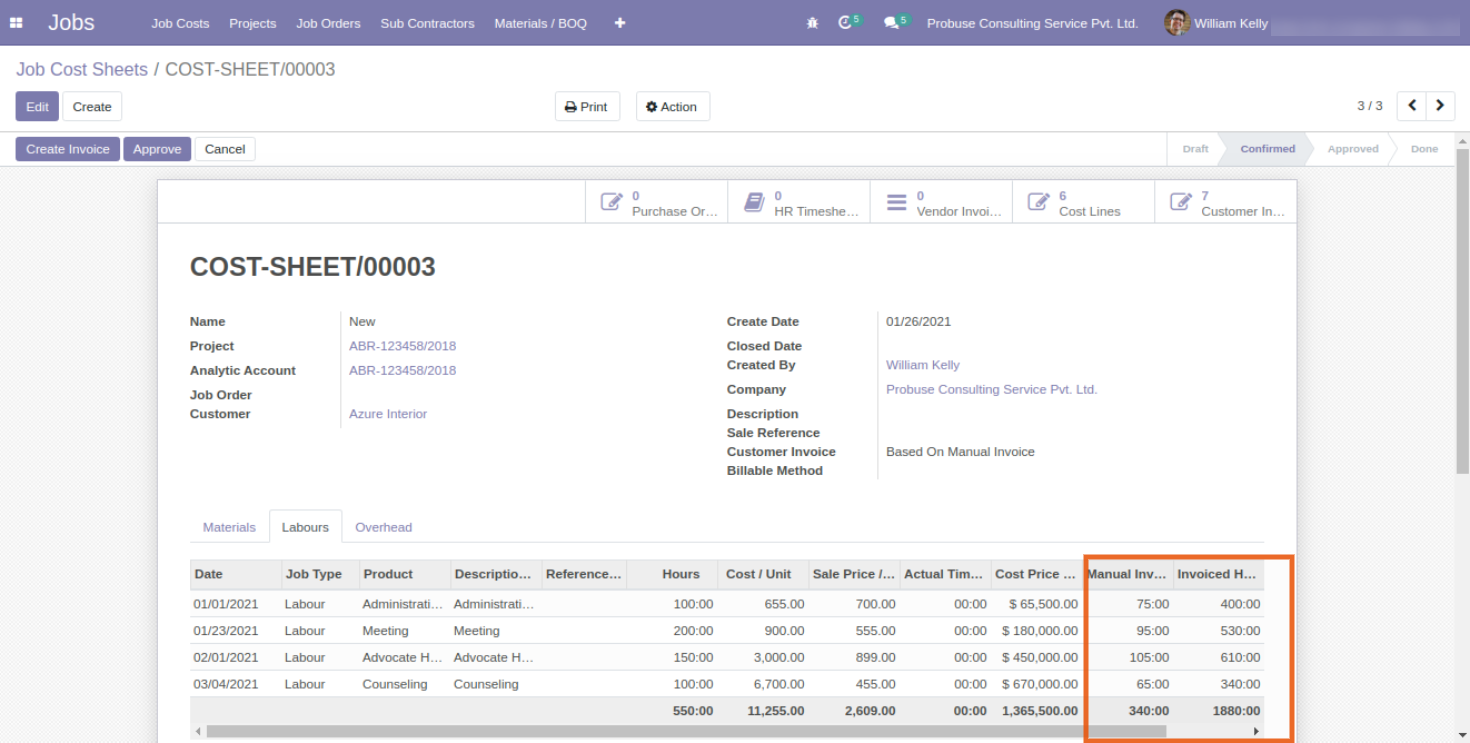 Jobs Job Costs Projects Job Orders Sub Contractors Materials / BOQ 5 5 Probuse Consulting Service Pvt. Ltd. William Kelly
Job Cost Sheets / COST-SHEET/00003
Edit Create Print Action 3 / 3
Create Invoice Approve Cancel Draft Confirmed Approved Done
0 0 0 6 7
Purchase Or… HR Timeshe… Vendor Invoi… Cost Lines Customer In…
COST-SHEET/00003
Name New Create Date 01/26/2021
Project ABR-123458/2018 Closed Date
Analytic Account ABR-123458/2018 Created By William Kelly
Job Order Company Probuse Consulting Service Pvt. Ltd.
Customer Azure Interior Description
Sale Reference
Customer Invoice Based On Manual Invoice
Billable Method
Materials Labours Overhead
Date Job Type Product Descriptio… Reference… Hours Cost / Unit Sale Price /… Actual Tim… Cost Price … Manual Inv… Invoiced H…
01/01/2021 Labour Administrati… Administrati… 100:00 655.00 700.00 00:00 $ 65,500.00 75:00 400:00
01/23/2021 Labour Meeting Meeting 200:00 900.00 555.00 00:00 $ 180,000.00 95:00 530:00
02/01/2021 Labour Advocate H… Advocate H… 150:00 3,000.00 899.00 00:00 $ 450,000.00 105:00 610:00
03/04/2021 Labour Counseling Counseling 100:00 6,700.00 455.00 00:00 $ 670,000.00 65:00 340:00
550:00 11,255.00 2,609.00 00:00 1,365,500.00 340:00 1880:00